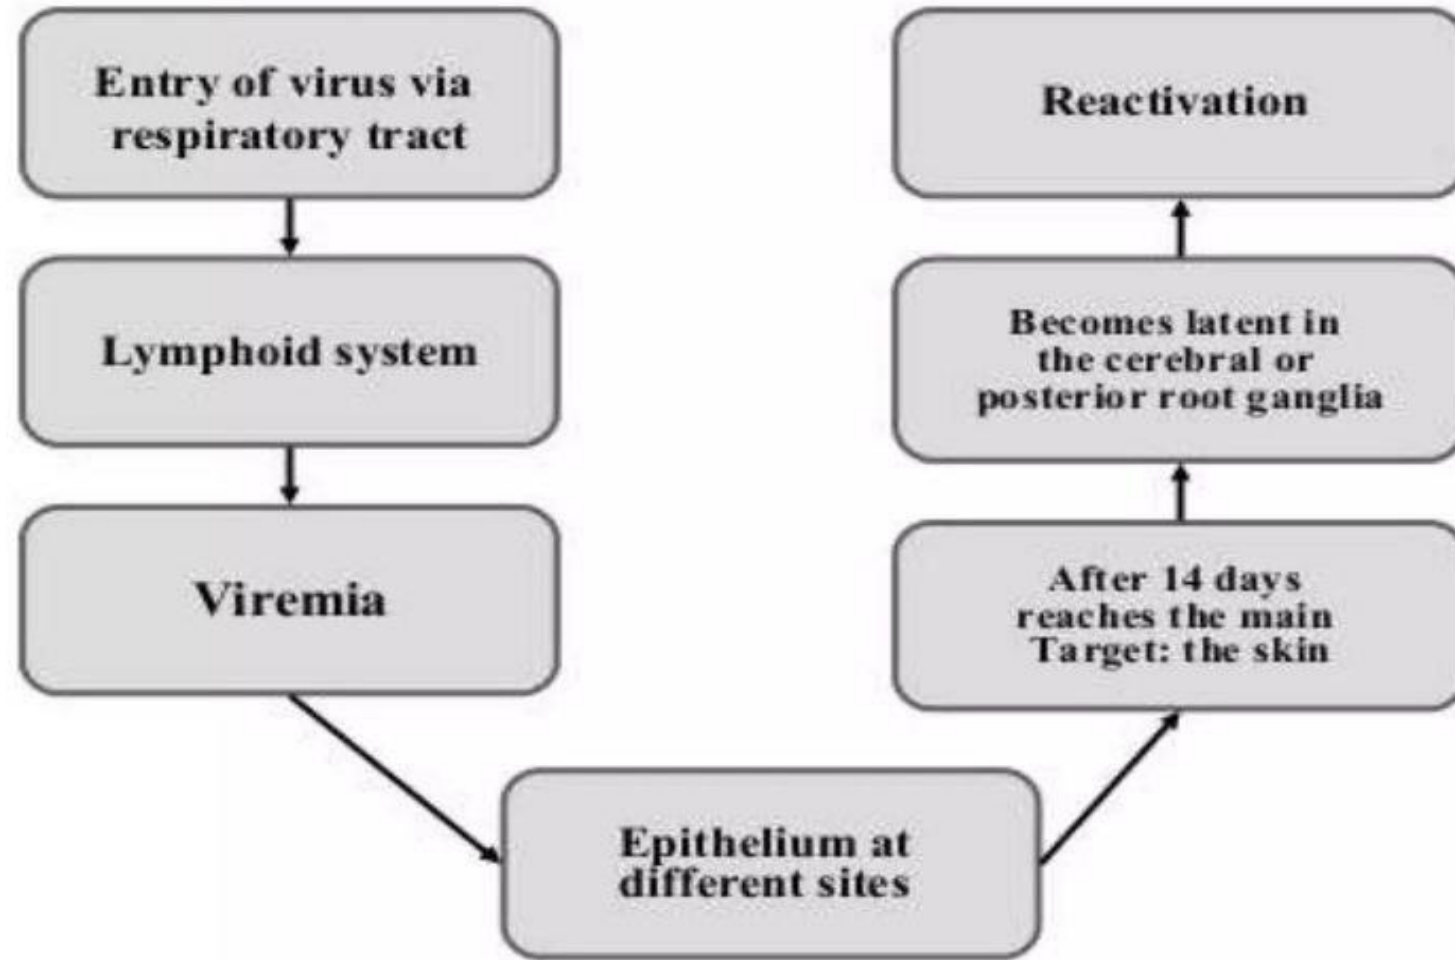 Entry of virus via
respiratory tract
Lymphoid system
Viremia
Epithelium at
different sites
After 14 days
reaches the main
Target: the skin
Becomes latent in
the cerebral or
posterior root ganglia
Reactivation